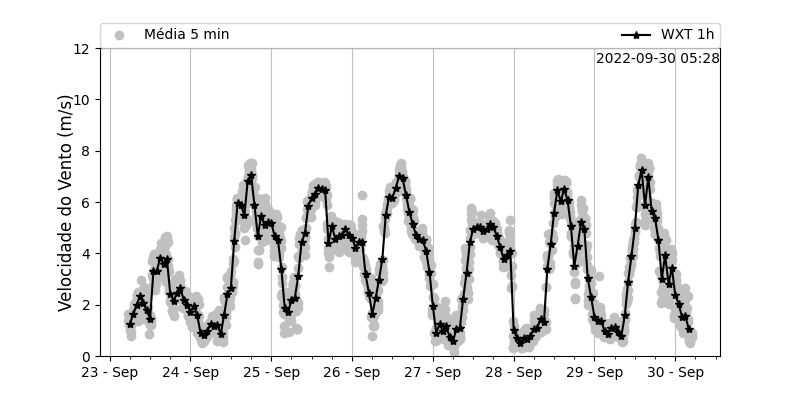 Média 5 min
WXT 1h
2022-09-30 05:28
Velocidade do Vento (m/s)
12
10
8
6
4
2
0
23 - Sep
24 - Sep
25 - Sep
26 - Sep
27 - Sep
28 - Sep
29 - Sep
30 - Sep